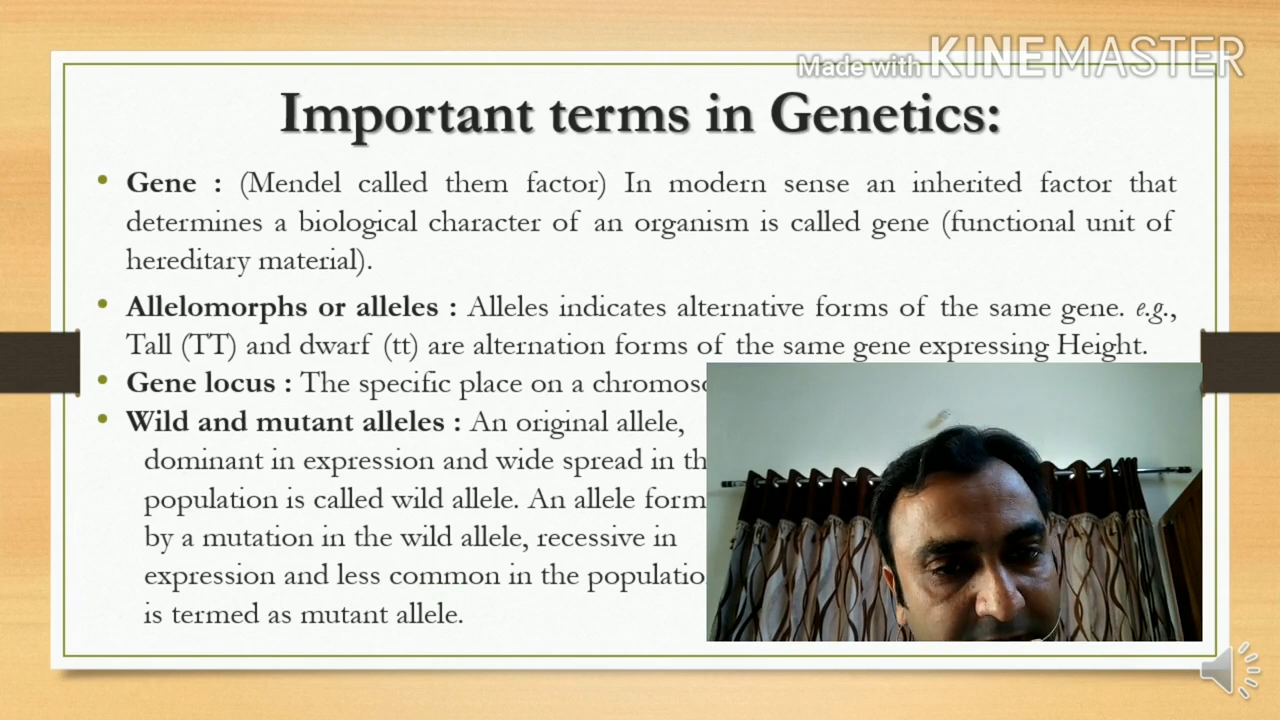 Made with KINEMASTER
Important terms in Genetics:
• Gene : (Mendel called them factor) In modern sense an inherited factor that
determines a biological character of an organism is called gene (functional unit of
hereditary material).
• Allelomorphs or alleles : Alleles indicates alternative forms of the same gene. e.g.,
Tall (TT) and dwarf (tt) are alternation forms of the same gene expressing Height.
• Gene locus : The specific place on a
• Wild and mutant alleles : An original allele,
dominant in expression and wide spread in
population is called wild allele. An allele
by a mutation in the wild allele, recessive in
expression and less common in the
is termed as mutant allele.